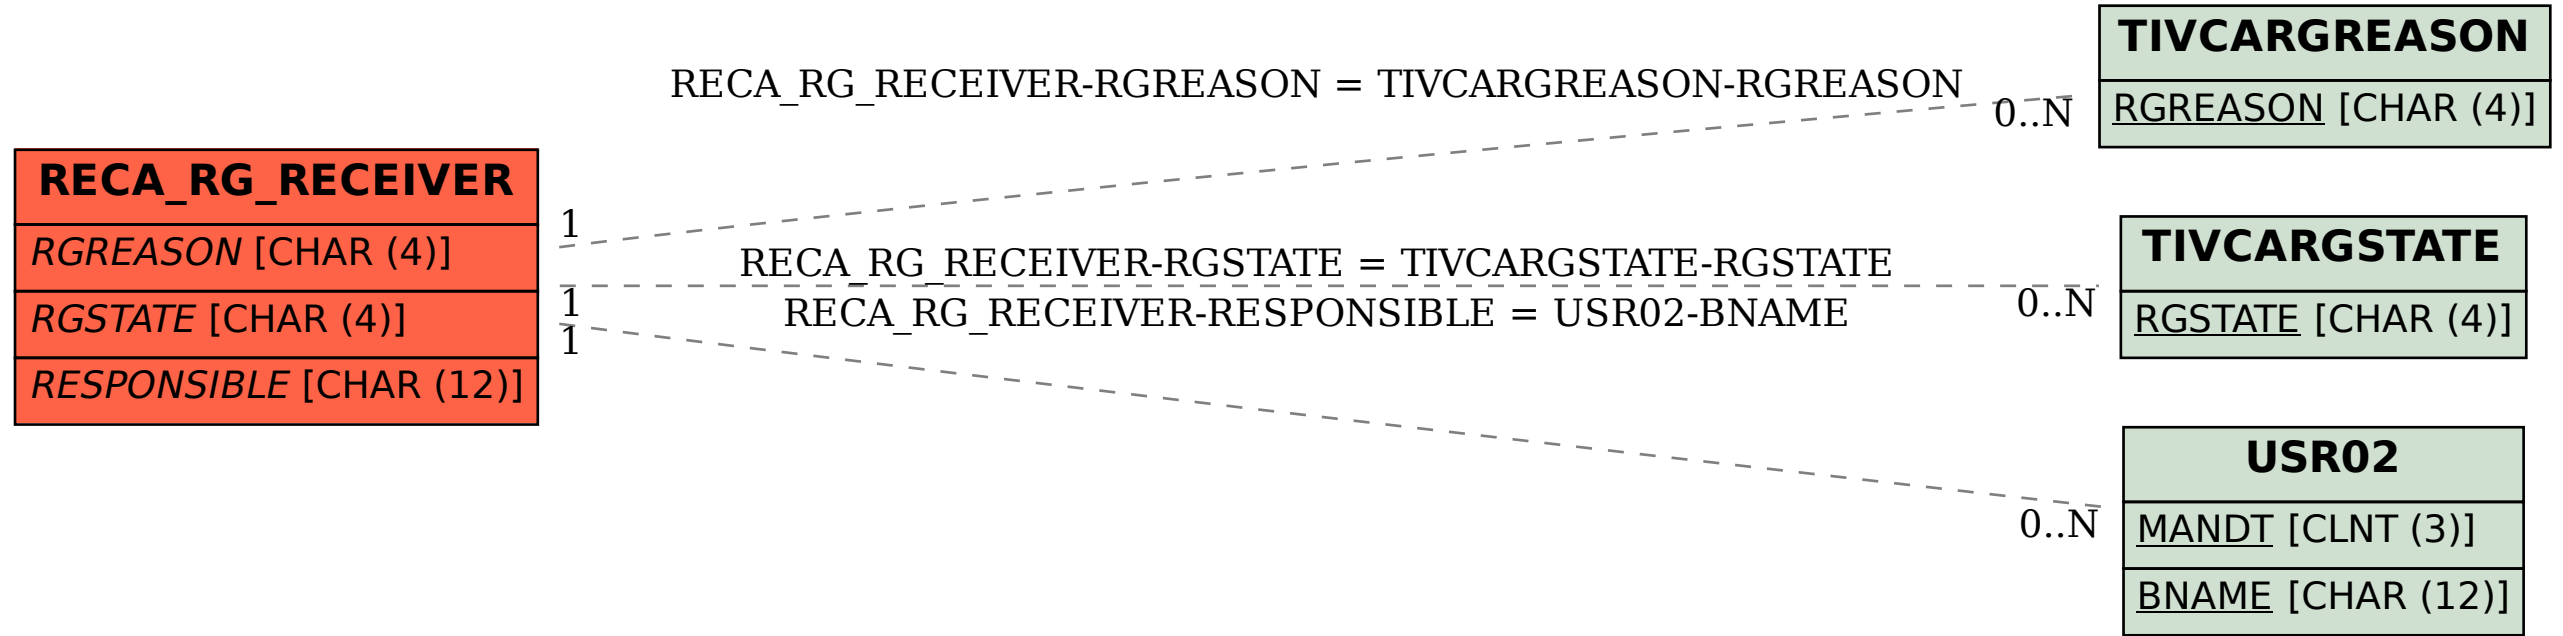 RECA_RG_RECEIVER
RGREASON [CHAR (4)]
RGSTATE [CHAR (4)]
RESPONSIBLE [CHAR (12)]
RECA_RG_RECEIVER-RGREASON = TIVCARGREASON-RGREASON
1
0..N
RECA_RG_RECEIVER-RGSTATE = TIVCARGSTATE-RGSTATE
1
0..N
RECA_RG_RECEIVER-RESPONSIBLE = USR02-BNAME
1
0..N
TIVCARGREASON
RGREASON [CHAR (4)]
TIVCARGSTATE
RGSTATE [CHAR (4)]
USR02
MANDT [CLNT (3)]
BNAME [CHAR (12)]